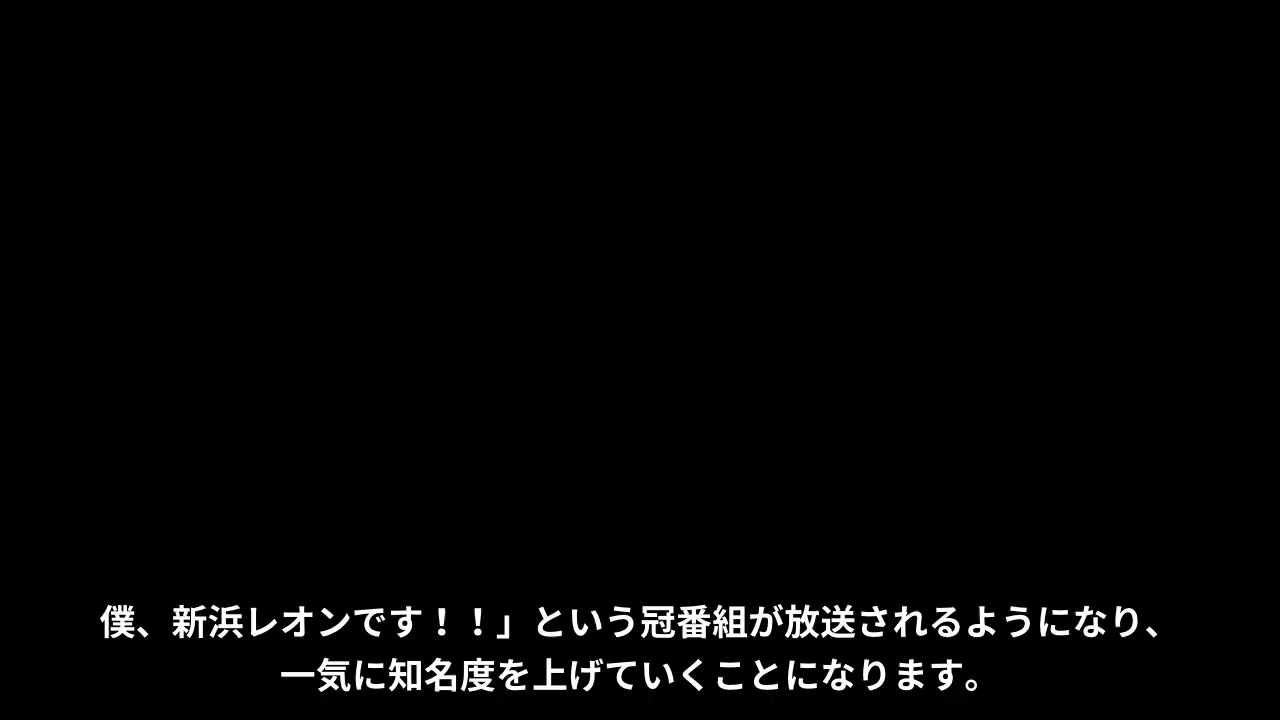 僕、新浜レオンです！！」という冠番組が放送されるようになり、
一気に知名度を上げていくことになります。